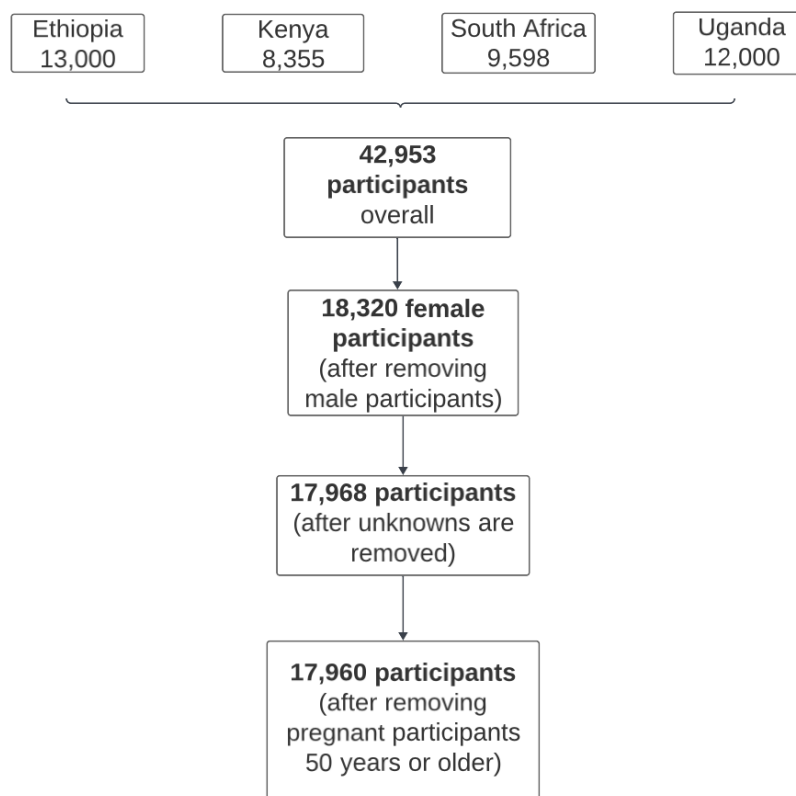 Ethiopia
13,000
Kenya
8,355
South Africa
9,598
Uganda
12,000
42,953
participants
overall
18,320 female
participants
(after removing
male participants)
17,968 participants
(after unknowns are
removed)
17,960 participants
(after removing
pregnant participants
50 years or older)